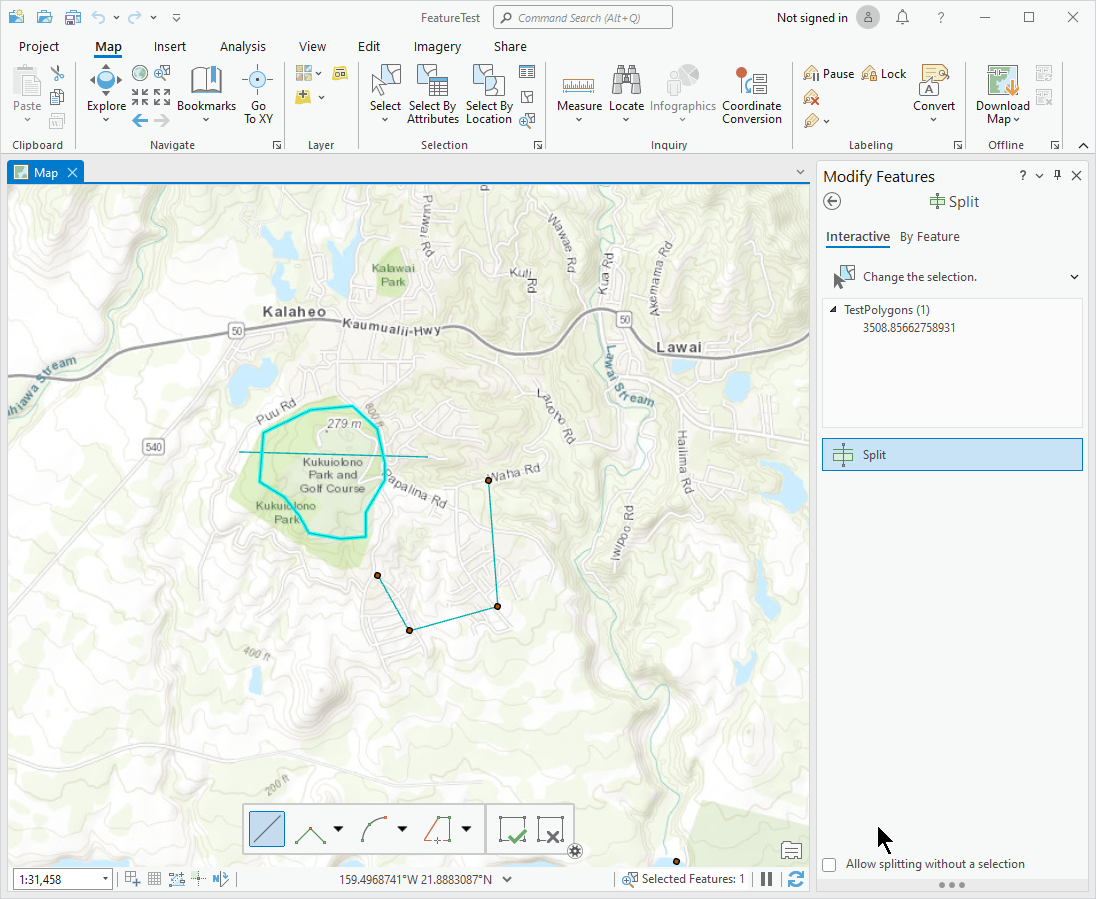 FeatureTest
Command Search (Alt+Q)
Not signed in
?
Project
Map
Insert
Analysis
View
Edit
Imagery
Share
Paste
Explore
Bookmarks
Go
To XY
Select
Select By
Attributes
Select By
Location
Measure
Locate
Infographics
Coordinate
Conversion
Pause
Lock
Convert
Download
Map
Clipboard
Navigate
Layer
Selection
Inquiry
Labeling
Offline
Map
Puuwai Rd
Wawae Rd
Kalawai
Park
Kuli Rd
Kua Rd
Akemama Rd
Kalaheo
50
Kaumualii-Hwy
50
Lawai
Lawai Stream
Puu Rd
800 ft
279 m
540
Kukuiolono
Park and
Golf Course
Kukuiolono
Park
Papalina Rd
Waha Rd
Lauoho Rd
Hailima Rd
Iwipoo Rd
400 ft
200 ft
1:31,458
159.4968741°W 21.8883087°N
Selected Features: 1
Modify Features
?
Split
Interactive
By Feature
Change the selection.
TestPolygons (1)
3508.85662758931
Split
Allow splitting without a selection